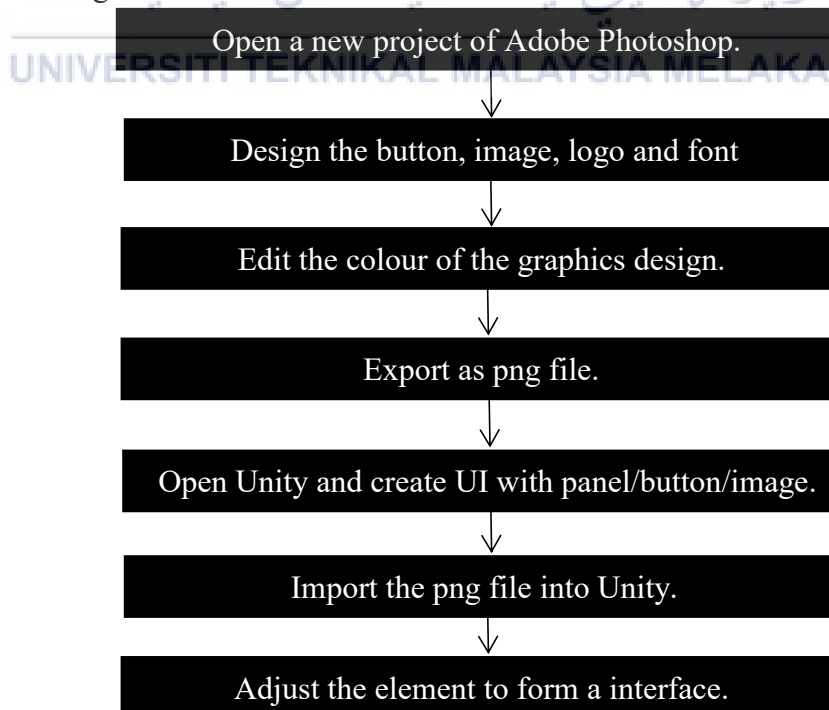 Open a new project of Adobe Photoshop.
UNIVERSITI TEKNIKAL MALAYSIA MELAKA
Design the button, image, logo and font
Edit the colour of the graphics design.
Export as png file.
Open Unity and create UI with panel/button/image.
Import the png file into Unity.
Adjust the element to form a interface.